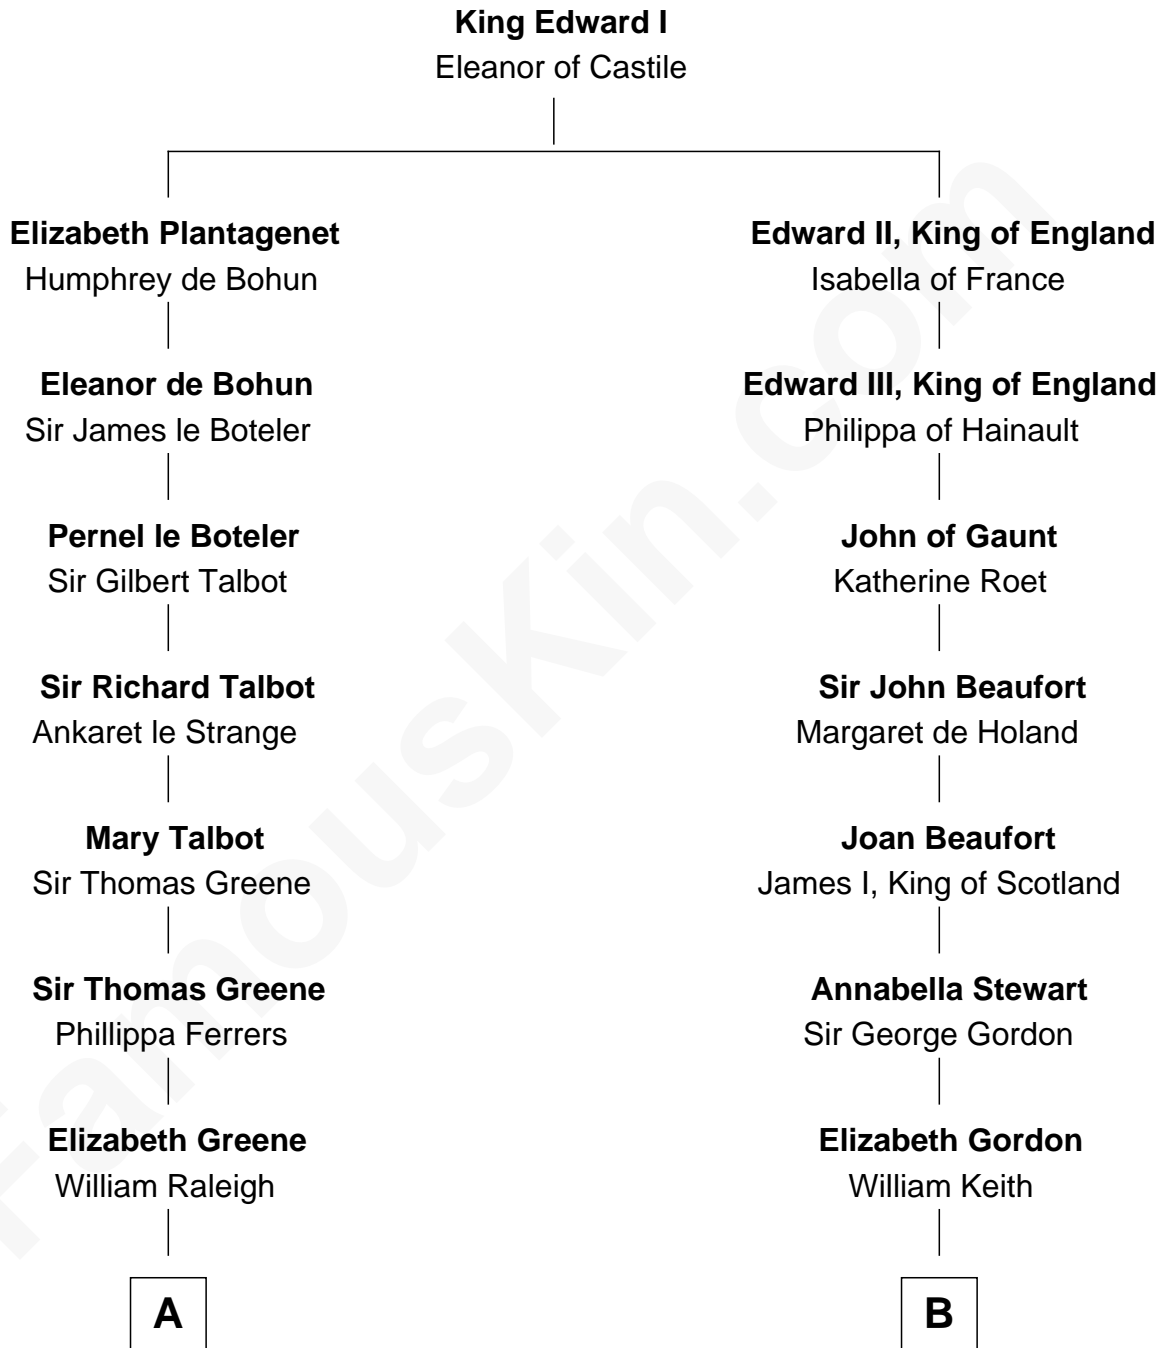 King Edward I
Eleanor of Castile
Elizabeth Plantagenet
Humphrey de Bohun
Edward II, King of England
Isabella of France
Eleanor de Bohun
Sir James le Boteler
Edward III, King of England
Philippa of Hainault
Pernel le Boteler
Sir Gilbert Talbot
John of Gaunt
Katherine Roet
Sir Richard Talbot
Ankaret le Strange
Sir John Beaufort
Margaret de Holand
Mary Talbot
Sir Thomas Greene
Joan Beaufort
James I, King of Scotland
Sir Thomas Greene
Phillippa Ferrers
Annabella Stewart
Sir George Gordon
Elizabeth Greene
William Raleigh
Elizabeth Gordon
William Keith
A
B
FamousKin.com